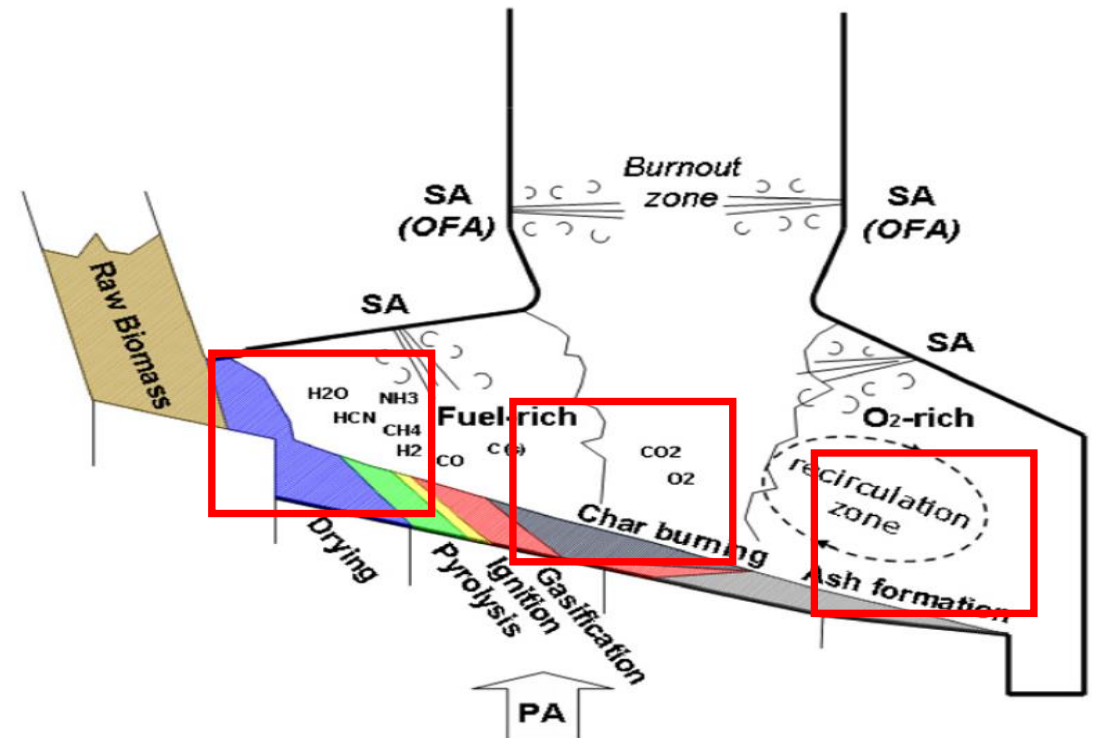 Burnout
zone
SA
(OFA)
SA
(OFA)
Raw Biomass
SA
SA
H2O
NH3
HCN
CH4
H2
CO
C(s)
Fuel-rich
CO2
O2
O2-rich
recirculation
zone
Char burning
Ash formation
Drying
Pyrolysis
Ignition
Gasification
PA